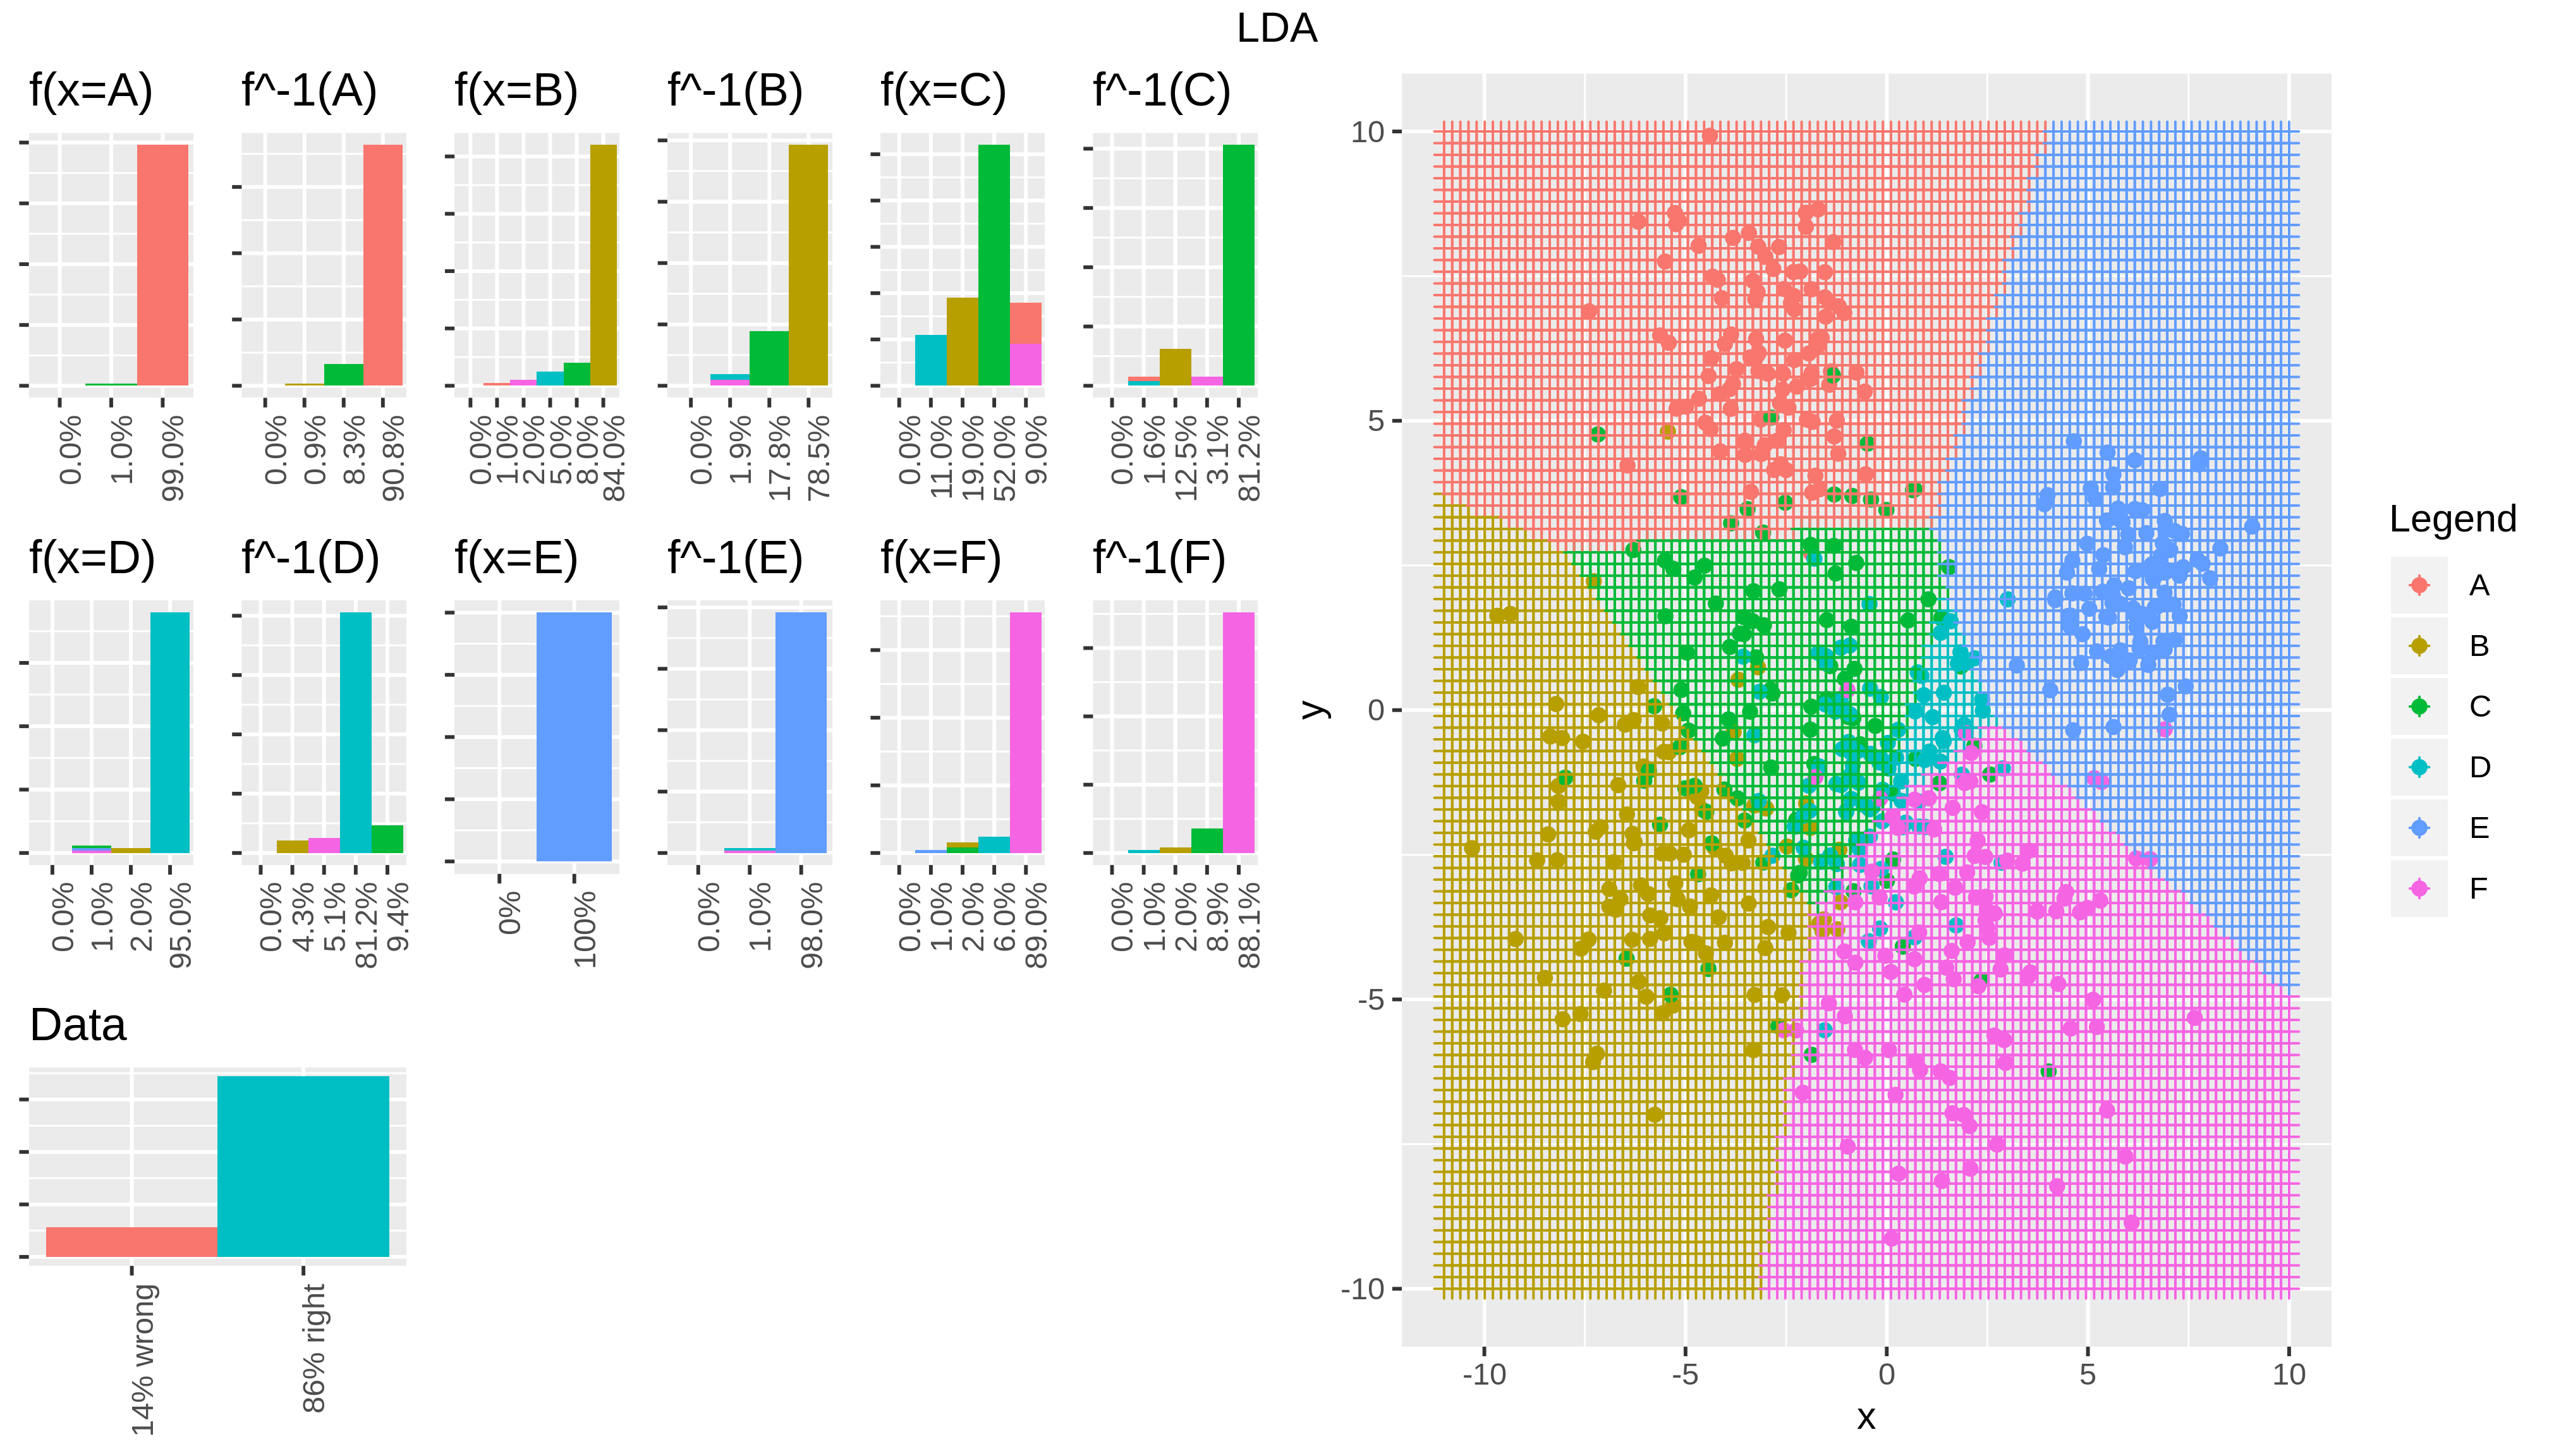 LDA
f(x=A)
f^-1(A)
f(x=B)
f^-1(B)
f(x=C)
f^-1(C)
0.0%
1.0%
99.0%
0.0%
0.9%
8.3%
90.8%
0.0%
1.0%
2.0%
5.0%
8.0%
84.0%
0.0%
1.9%
17.8%
78.5%
0.0%
11.0%
19.0%
52.0%
9.0%
0.0%
1.6%
12.5%
3.1%
81.2%
f(x=D)
f^-1(D)
f(x=E)
f^-1(E)
f(x=F)
f^-1(F)
0.0%
1.0%
2.0%
95.0%
0.0%
4.3%
5.1%
81.2%
9.4%
0%
100%
0.0%
1.0%
98.0%
0.0%
1.0%
2.0%
6.0%
89.0%
0.0%
1.0%
2.0%
8.9%
88.1%
Data
14% wrong
86% right
y
10
5
0
-5
-10
-10
-5
0
5
10
x
Legend
A
B
C
D
E
F